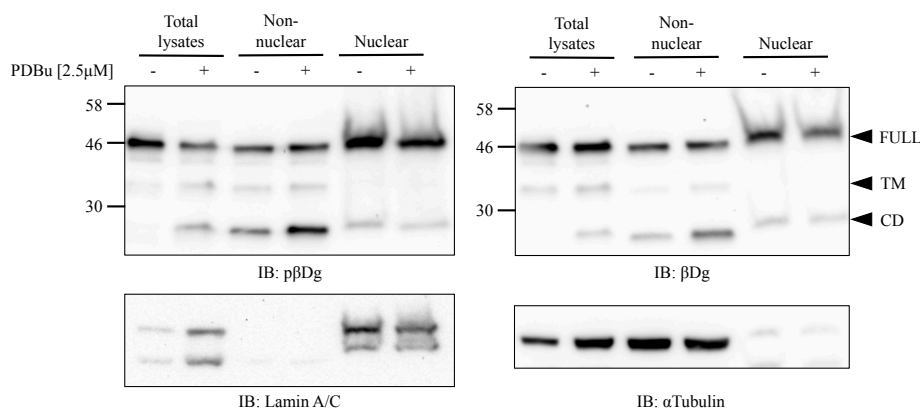 Total lysates
Non-nuclear
Nuclear
Total lysates
Non-nuclear
Nuclear
PDBu [2.5μM]
- + - + - +
- + - + - +
58
46
30
58
46
30
FULL
TM
CD
IB: pβDg
IB: βDg
IB: Lamin A/C
IB: αTubulin